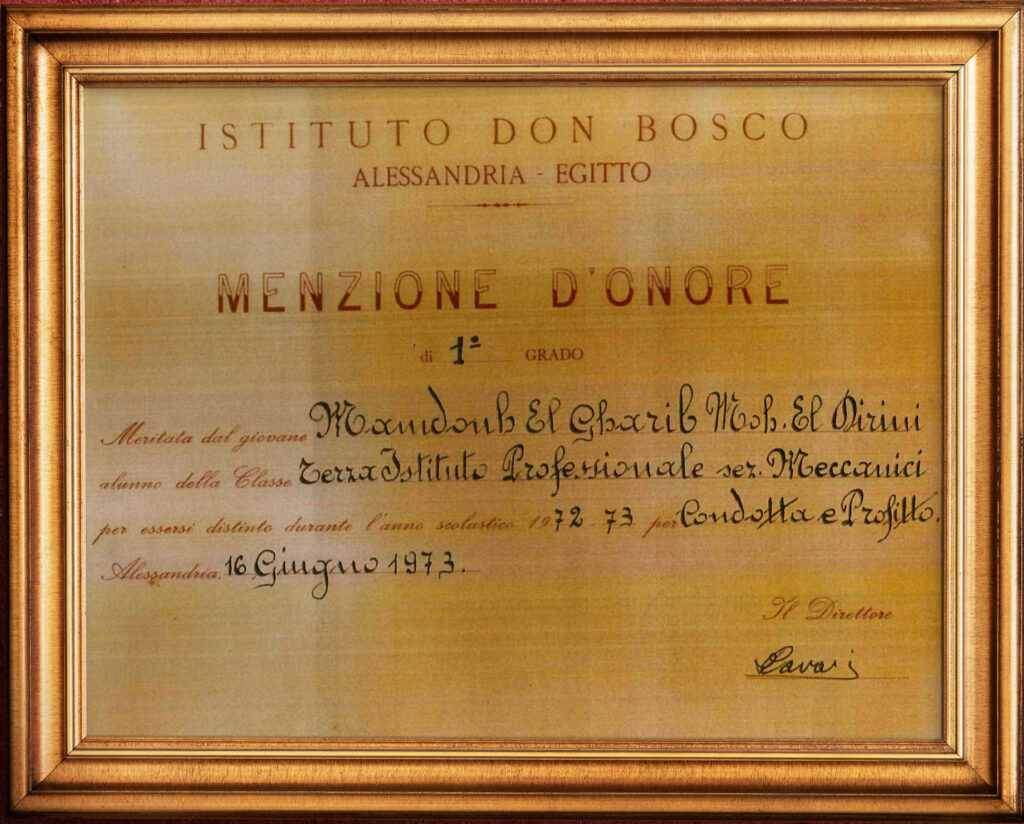 ISTITUTO DON BOSCO
ALESSANDRIA - EGITTO
MENZIONE D'ONORE
di 1º GRADO
Meritata dal giovane Mamdouh El Gharib Moh. El Dirini
alunno della Classe Terza Istituto Professionale sez. Meccanici
per essersi distinto durante l'anno scolastico 1972-73 per Condotta e Profitto.
Alessandria, 16 Giugno 1973.
Il Direttore